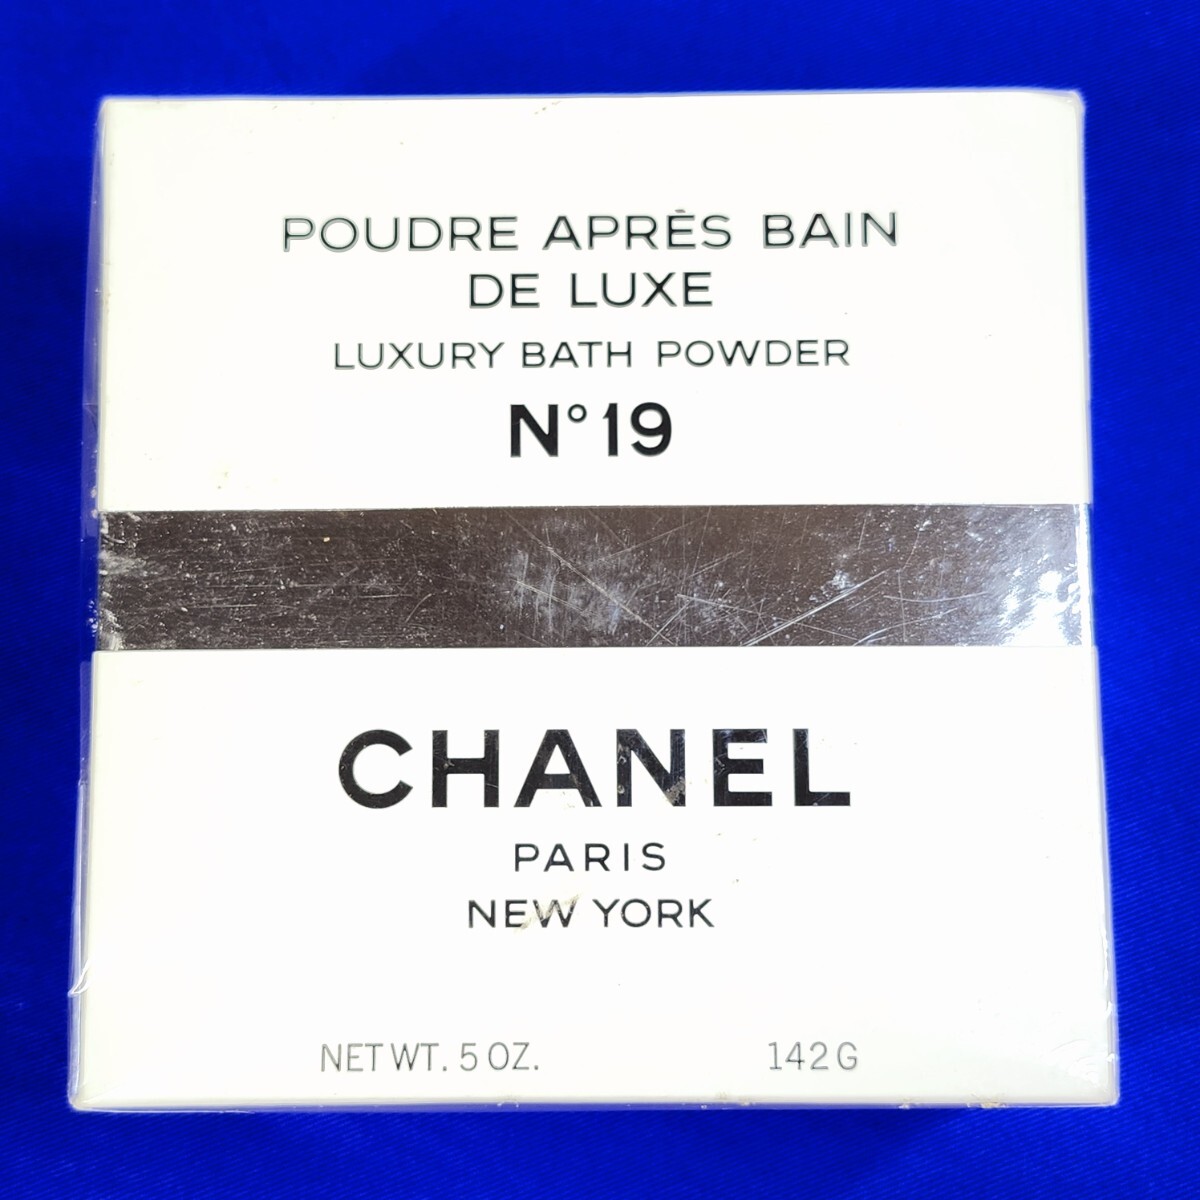 POUDRE APRÈS BAIN
DE LUXE
LUXURY BATH POWDER
N°19
CHANEL
PARIS
NEW YORK
NET WT. 5 OZ. 142 G